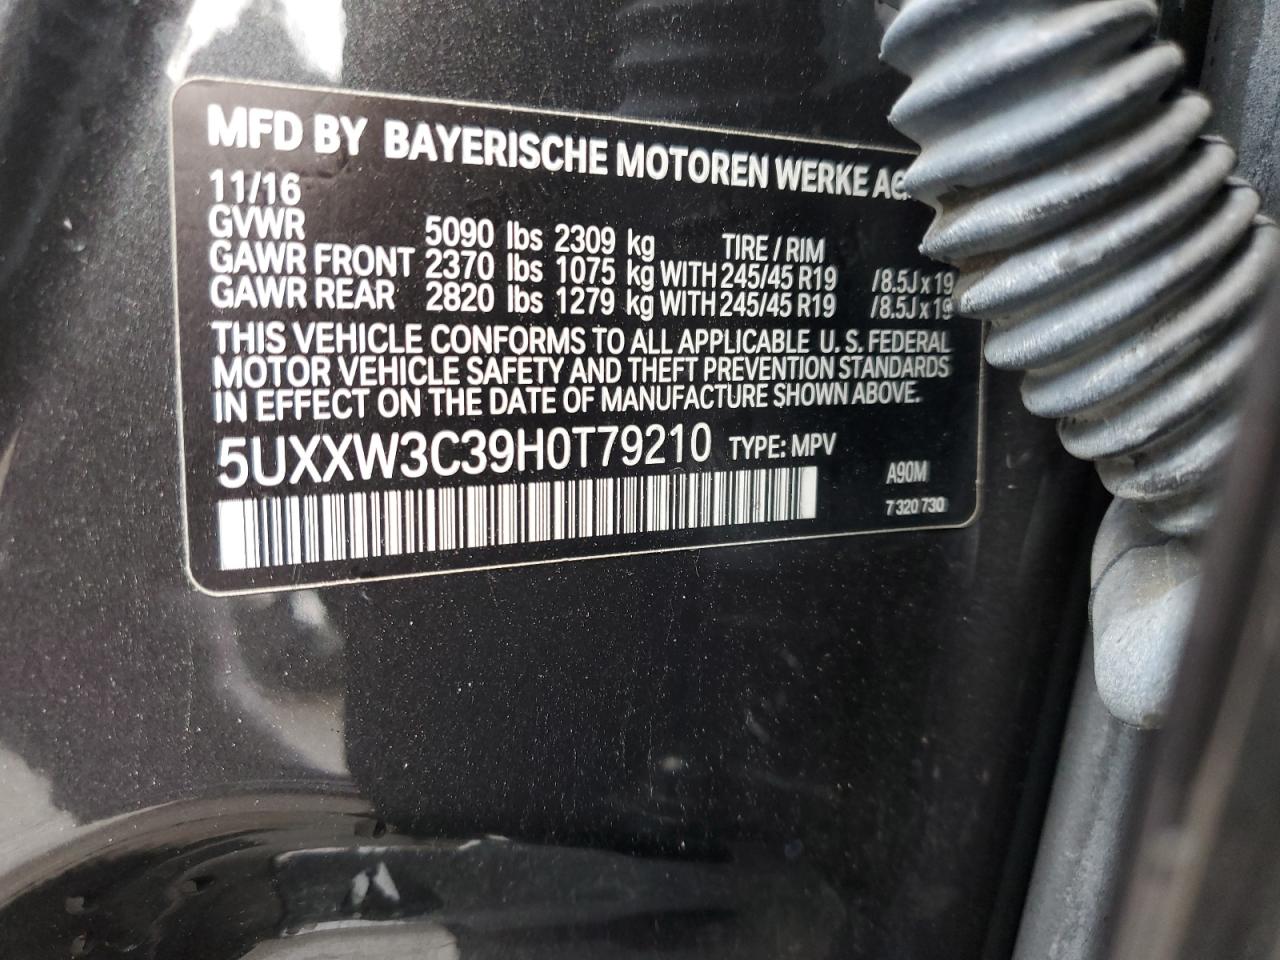 MFD BY BAYERISCHE MOTOREN WERKE AG.
11/16
GVWR 5090 lbs 2309 kg TIRE / RIM
GAWR FRONT 2370 lbs 1075 kg WITH 245/45 R19 /8.5J x 19
GAWR REAR 2820 lbs 1279 kg WITH 245/45 R19 /8.5J x 19
THIS VEHICLE CONFORMS TO ALL APPLICABLE U.S. FEDERAL
MOTOR VEHICLE SAFETY AND THEFT PREVENTION STANDARDS
IN EFFECT ON THE DATE OF MANUFACTURE SHOWN ABOVE.
5UXXW3C39H0T79210 TYPE: MPV
A90M
7 320 730